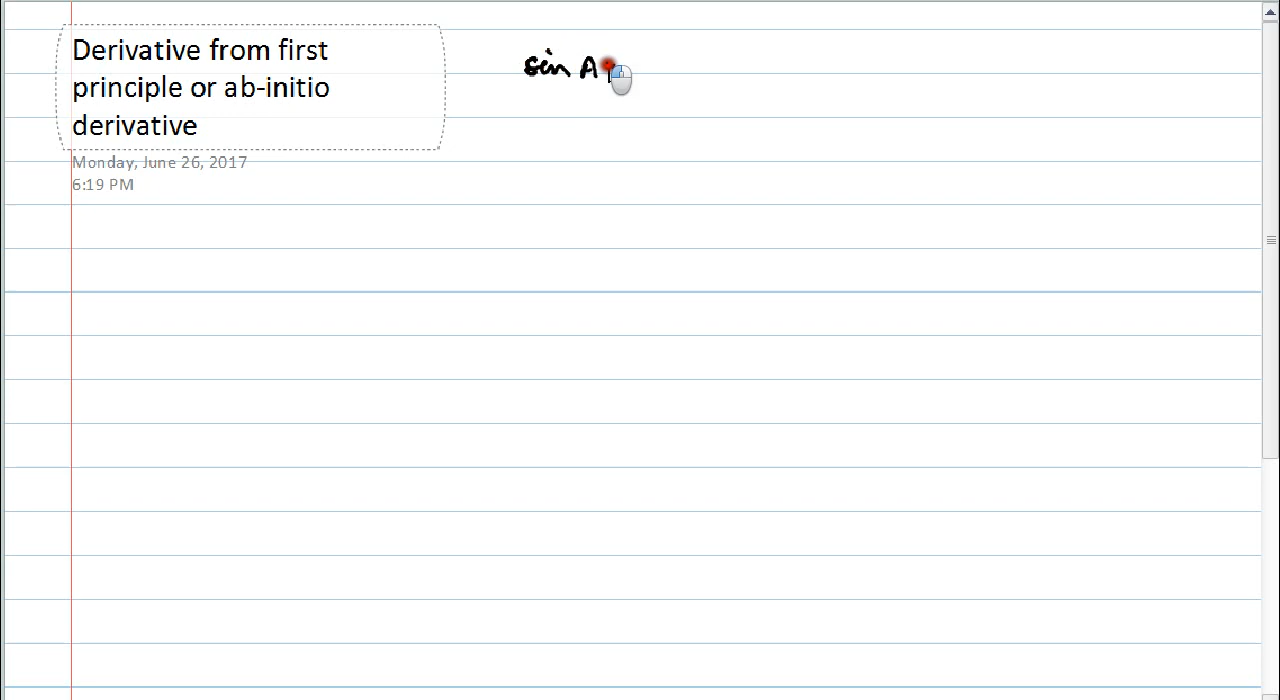 Derivative from first
principle or ab-initio
derivative
sin A
Monday, June 26, 2017
6:19 PM